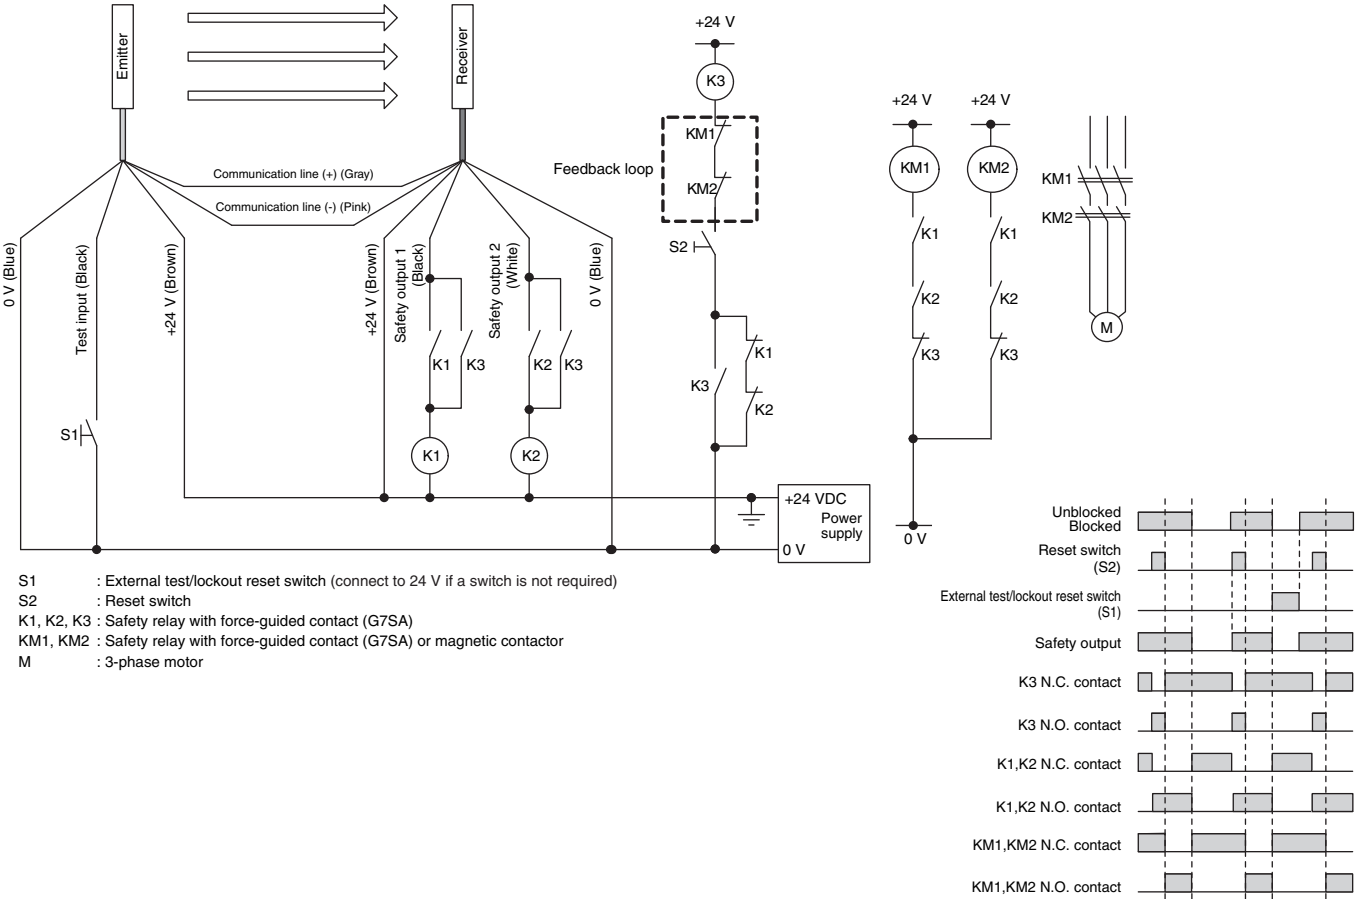 Emitter
Receiver
Communication line (+) (Gray)
Communication line (-) (Pink)
0 V (Blue)
Test input (Black)
+24 V (Brown)
+24 V (Brown)
Safety output 1
(Black)
Safety output 2
(White)
0 V (Blue)
S1
K1
K3
K2
K3
K1
K2
+24 V
K3
KM1
Feedback loop
KM2
S2
K1
K3
K2
+24 VDC
Power
supply
0 V
+24 V
+24 V
KM1
KM2
K1
K1
K2
K2
K3
K3
0 V
KM1
KM2
M
S1 : External test/lockout reset switch (connect to 24 V if a switch is not required)
S2 : Reset switch
K1, K2, K3 : Safety relay with force-guided contact (G7SA)
KM1, KM2 : Safety relay with force-guided contact (G7SA) or magnetic contactor
M : 3-phase motor
Unblocked
Blocked
Reset switch
(S2)
External test/lockout reset switch
(S1)
Safety output
K3 N.C. contact
K3 N.O. contact
K1,K2 N.C. contact
K1,K2 N.O. contact
KM1,KM2 N.C. contact
KM1,KM2 N.O. contact